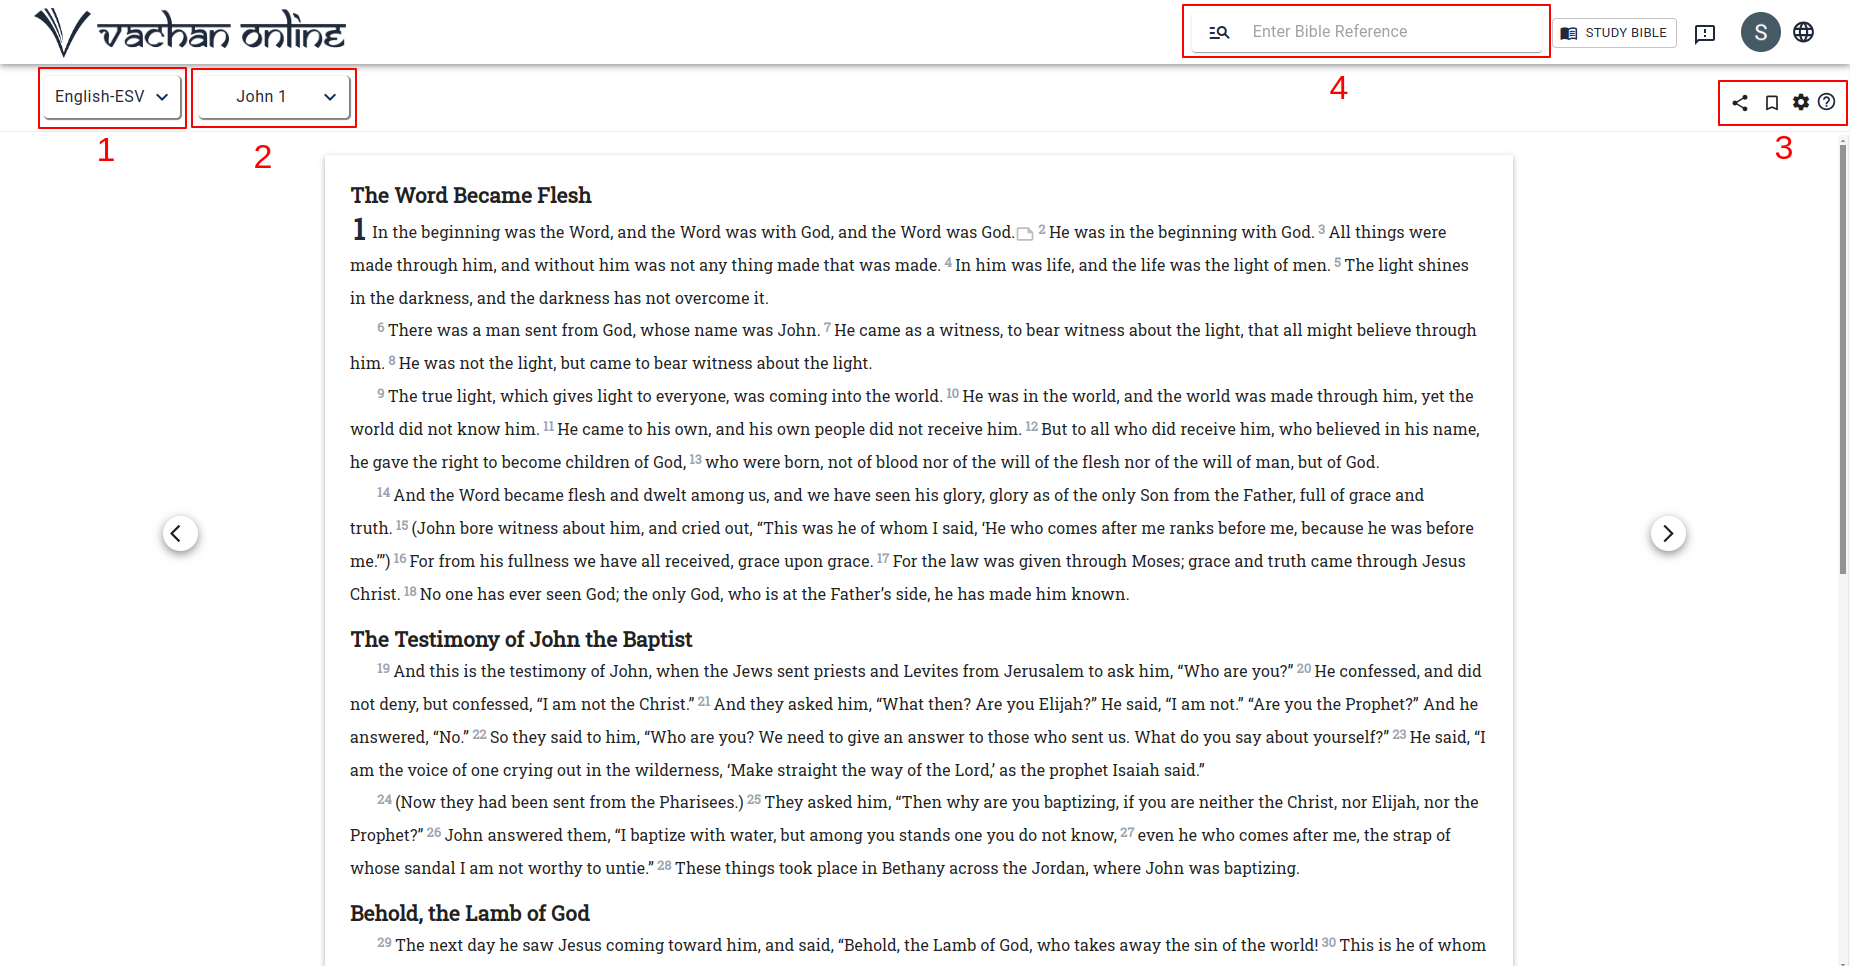 vachan online
Enter Bible Reference
STUDY BIBLE
S
4
English-ESV
John 1
1
2
3
The Word Became Flesh
1 In the beginning was the Word, and the Word was with God, and the Word was God. 2 He was in the beginning with God. 3 All things were
made through him, and without him was not any thing made that was made. 4 In him was life, and the life was the light of men. 5 The light shines
in the darkness, and the darkness has not overcome it.
6 There was a man sent from God, whose name was John. 7 He came as a witness, to bear witness about the light, that all might believe through
him. 8 He was not the light, but came to bear witness about the light.
9 The true light, which gives light to everyone, was coming into the world. 10 He was in the world, and the world was made through him, yet the
world did not know him. 11 He came to his own, and his own people did not receive him. 12 But to all who did receive him, who believed in his name,
he gave the right to become children of God, 13 who were born, not of blood nor of the will of the flesh nor of the will of man, but of God.
14 And the Word became flesh and dwelt among us, and we have seen his glory, glory as of the only Son from the Father, full of grace and
truth. 15 (John bore witness about him, and cried out, “This was he of whom I said, ‘He who comes after me ranks before me, because he was before
me.’”) 16 For from his fullness we have all received, grace upon grace. 17 For the law was given through Moses; grace and truth came through Jesus
Christ. 18 No one has ever seen God; the only God, who is at the Father’s side, he has made him known.
The Testimony of John the Baptist
19 And this is the testimony of John, when the Jews sent priests and Levites from Jerusalem to ask him, “Who are you?” 20 He confessed, and did
not deny, but confessed, “I am not the Christ.” 21 And they asked him, “What then? Are you Elijah?” He said, “I am not.” “Are you the Prophet?” And he
answered, “No.” 22 So they said to him, “Who are you? We need to give an answer to those who sent us. What do you say about yourself?” 23 He said, “I
am the voice of one crying out in the wilderness, ‘Make straight the way of the Lord,’ as the prophet Isaiah said.”
24 (Now they had been sent from the Pharisees.) 25 They asked him, “Then why are you baptizing, if you are neither the Christ, nor Elijah, nor the
Prophet?” 26 John answered them, “I baptize with water, but among you stands one you do not know, 27 even he who comes after me, the strap of
whose sandal I am not worthy to untie.” 28 These things took place in Bethany across the Jordan, where John was baptizing.
Behold, the Lamb of God
29 The next day he saw Jesus coming toward him, and said, “Behold, the Lamb of God, who takes away the sin of the world! 30 This is he of whom